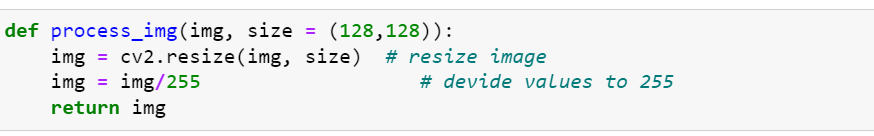 def process_img(img, size = (128,128)):
    img = cv2.resize(img, size)  # resize image
    img = img/255                # devide values to 255
    return img